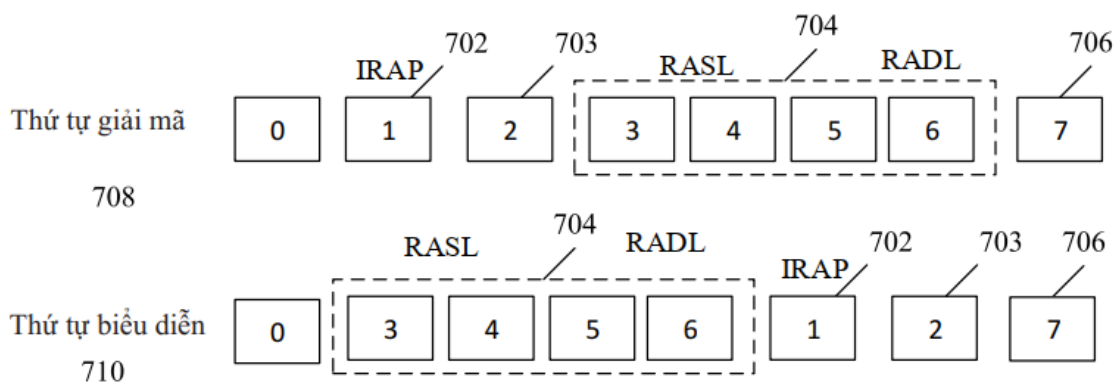 702 703 704 706
IRAP RASL RADL
Thứ tự giải mã 0 1 2 3 4 5 6 7
708
704 702 703 706
RASL RADL IRAP
Thứ tự biểu diễn 0 3 4 5 6 1 2 7
710